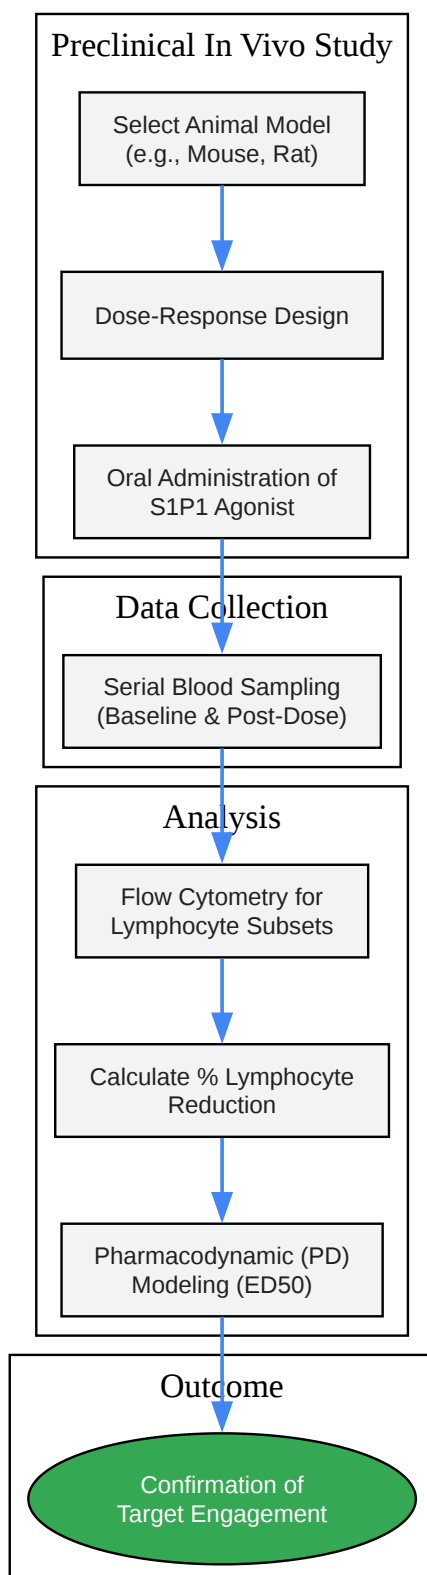 Preclinical In Vivo Study
Select Animal Model
(e.g., Mouse, Rat)
Dose-Response Design
Oral Administration of
S1P1 Agonist
Data Collection
Serial Blood Sampling
(Baseline & Post-Dose)
Analysis
Flow Cytometry for
Lymphocyte Subsets
Calculate % Lymphocyte
Reduction
Pharmacodynamic (PD)
Modeling (ED50)
Outcome
Confirmation of
Target Engagement